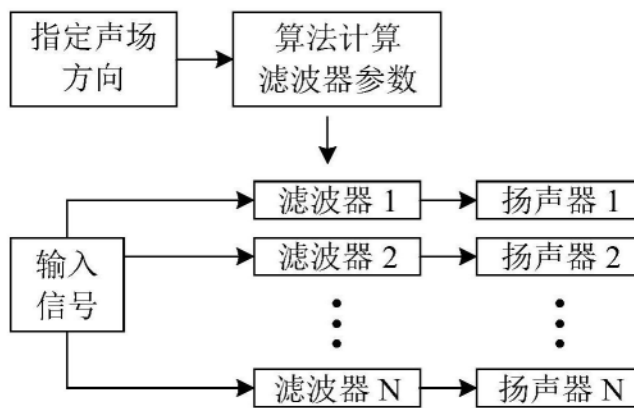 指定声场
方向
算法计算
滤波器参数
滤波器 1
扬声器 1
输入
信号
滤波器 2
扬声器 2
滤波器 N
扬声器 N